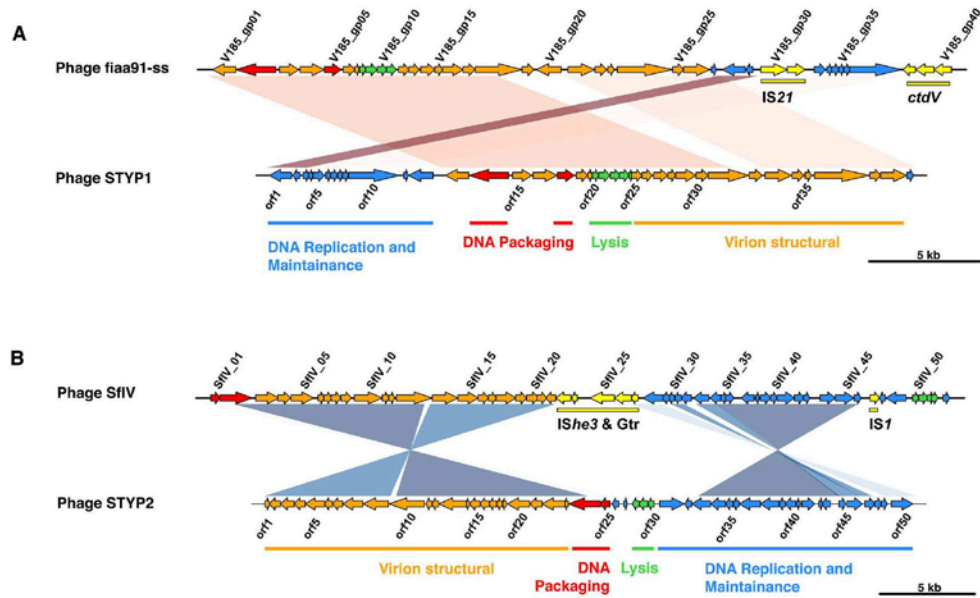 A
V185_gp01 V185_gp05 V185_gp10 V185_gp15 V185_gp20 V185_gp25 V185_gp30 V185_gp35 V185_gp40
Phage fiaa91-ss
IS21 ctdV
Phage STYP1
orf1 orf5 orf10 orf15 orf20 orf25 orf30 orf35
DNA Replication and DNA Packaging Lysis Virion structural
Maintainance
5 kb
B
SfIV_01 SfIV_05 SfIV_10 SfIV_15 SfIV_20 SfIV_25 SfIV_30 SfIV_35 SfIV_40 SfIV_45 SfIV_50
Phage SfIV
IShe3 & Gtr IS1
Phage STYP2
orf1 orf5 orf10 orf15 orf20 orf25 orf30 orf35 orf40 orf45 orf50
Virion structural DNA Lysis DNA Replication and
Packaging Maintainance
5 kb